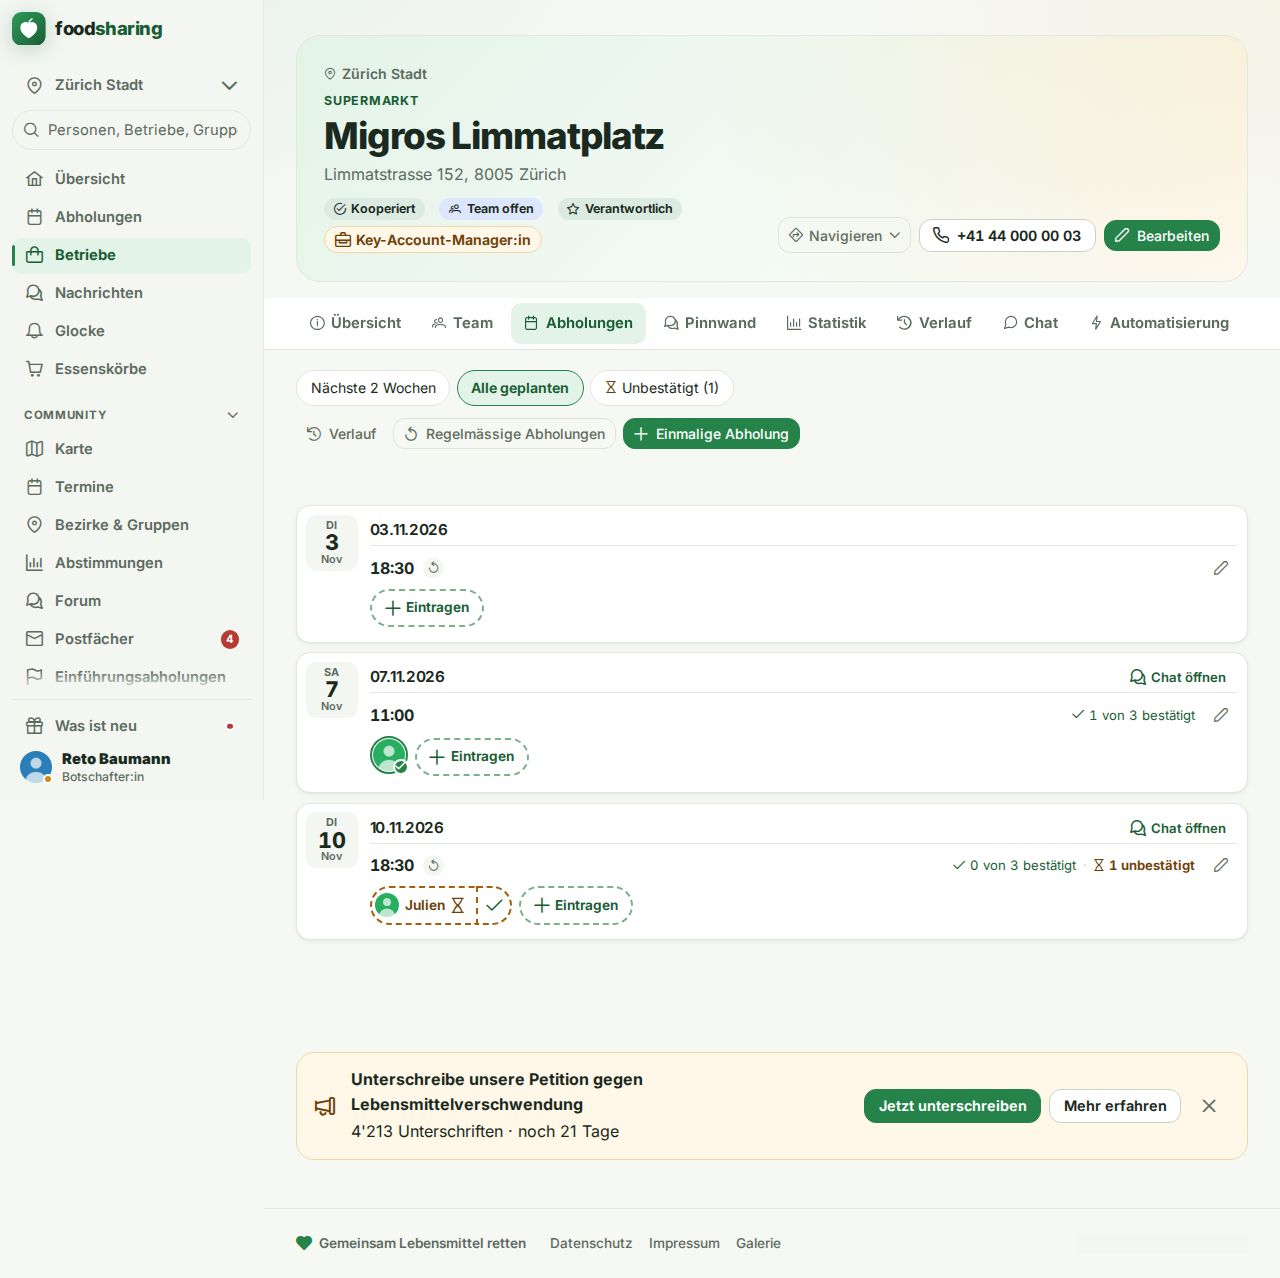 foodsharing
Zürich Stadt
Personen, Betriebe, Grupp
Übersicht
Abholungen
Betriebe
Nachrichten
Glocke
Essenskörbe
COMMUNITY
Karte
Termine
Bezirke & Gruppen
Abstimmungen
Forum
Postfächer 4
Einführungsabholungen
Was ist neu
Reto Baumann
Botschafter:in
Zürich Stadt
SUPERMARKT
Migros Limmatplatz
Limmatstrasse 152, 8005 Zürich
Kooperiert Team offen Verantwortlich
Key-Account-Manager:in
Navigieren +41 44 000 00 03 Bearbeiten
Übersicht Team Abholungen Pinnwand Statistik Verlauf Chat Automatisierung
Nächste 2 Wochen Alle geplanten Unbestätigt (1)
Verlauf Regelmässige Abholungen Einmalige Abholung
DI
3
Nov
03.11.2026
18:30
Eintragen
SA
7
Nov
07.11.2026 Chat öffnen
11:00 1 von 3 bestätigt
Eintragen
DI
10
Nov
10.11.2026 Chat öffnen
18:30 0 von 3 bestätigt · 1 unbestätigt
Julien Eintragen
Unterschreibe unsere Petition gegen
Lebensmittelverschwendung
4'213 Unterschriften · noch 21 Tage
Jetzt unterschreiben Mehr erfahren
Gemeinsam Lebensmittel retten Datenschutz Impressum Galerie